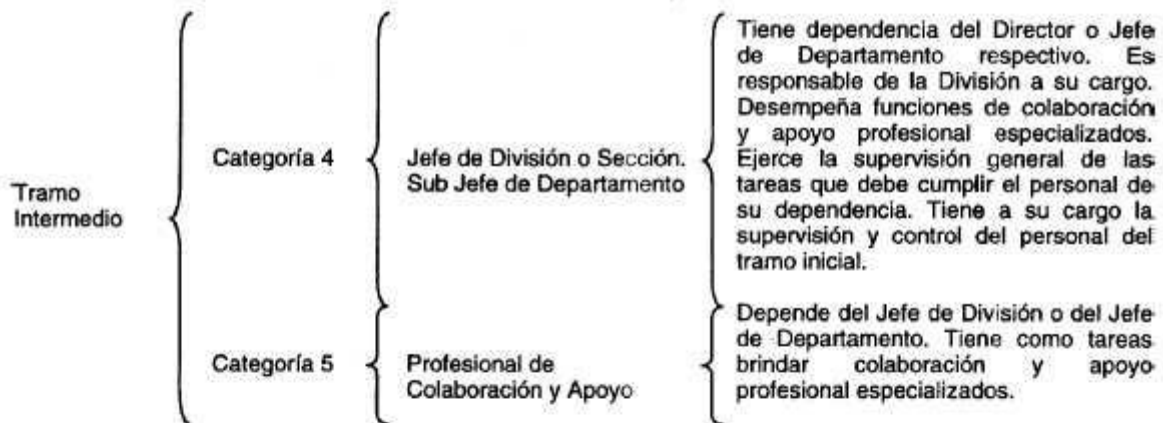 Tramo
Intermedio
Categoría 4
Jefe de División o Sección.
Sub Jefe de Departamento
Tiene dependencia del Director o Jefe
de Departamento respectivo. Es
responsable de la División a su cargo.
Desempeña funciones de colaboración
y apoyo profesional especializados.
Ejerce la supervisión general de las
tareas que debe cumplir el personal de
su dependencia. Tiene a su cargo la
supervisión y control del personal del
tramo inicial.
Categoría 5
Profesional de
Colaboración y Apoyo
Depende del Jefe de División o del Jefe
de Departamento. Tiene como tareas
brindar colaboración y apoyo
profesional especializados.